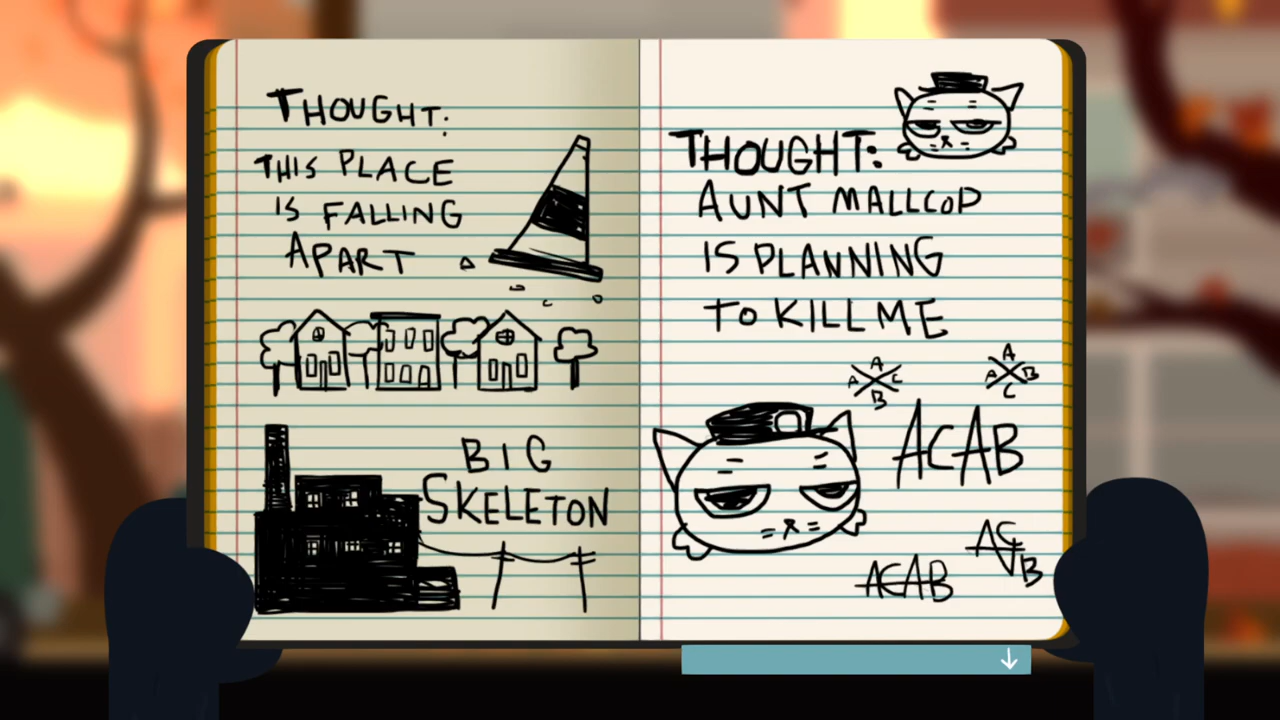 THOUGHT:
THIS PLACE
IS FALLING
APART
BIG
SKELETON
THOUGHT:
AUNT MALLCOP
IS PLANNING
TO KILL ME
A
A C
B
A
A B
C
ACAB
ACAB
ACAB